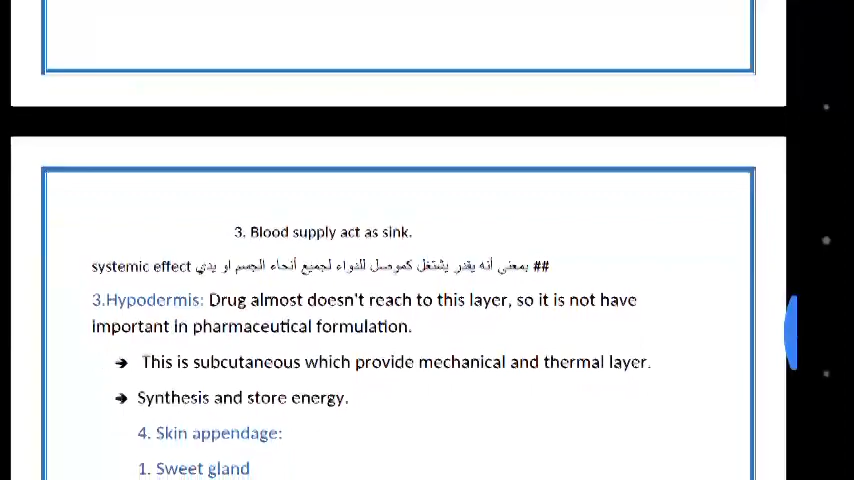 3. Blood supply act as sink.
## بمعنى أنه يقدر يشتغل كموصل للدواء لجميع أنحاء الجسم او يدي systemic effect
3.Hypodermis: Drug almost doesn't reach to this layer, so it is not have
important in pharmaceutical formulation.
➔ This is subcutaneous which provide mechanical and thermal layer.
➔ Synthesis and store energy.
4. Skin appendage:
1. Sweet gland